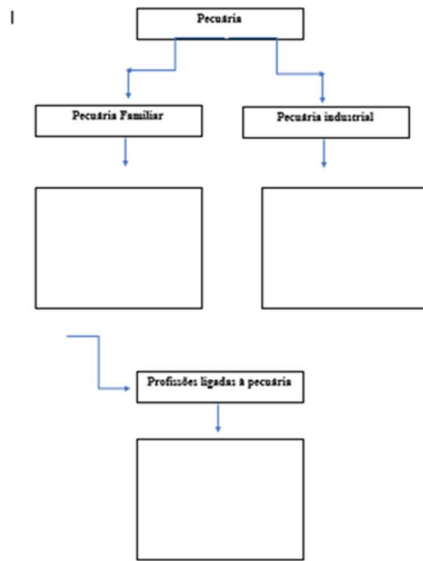 Pecuária
Pecuária Familiar
Pecuária industrial
Profissões ligadas à pecuária